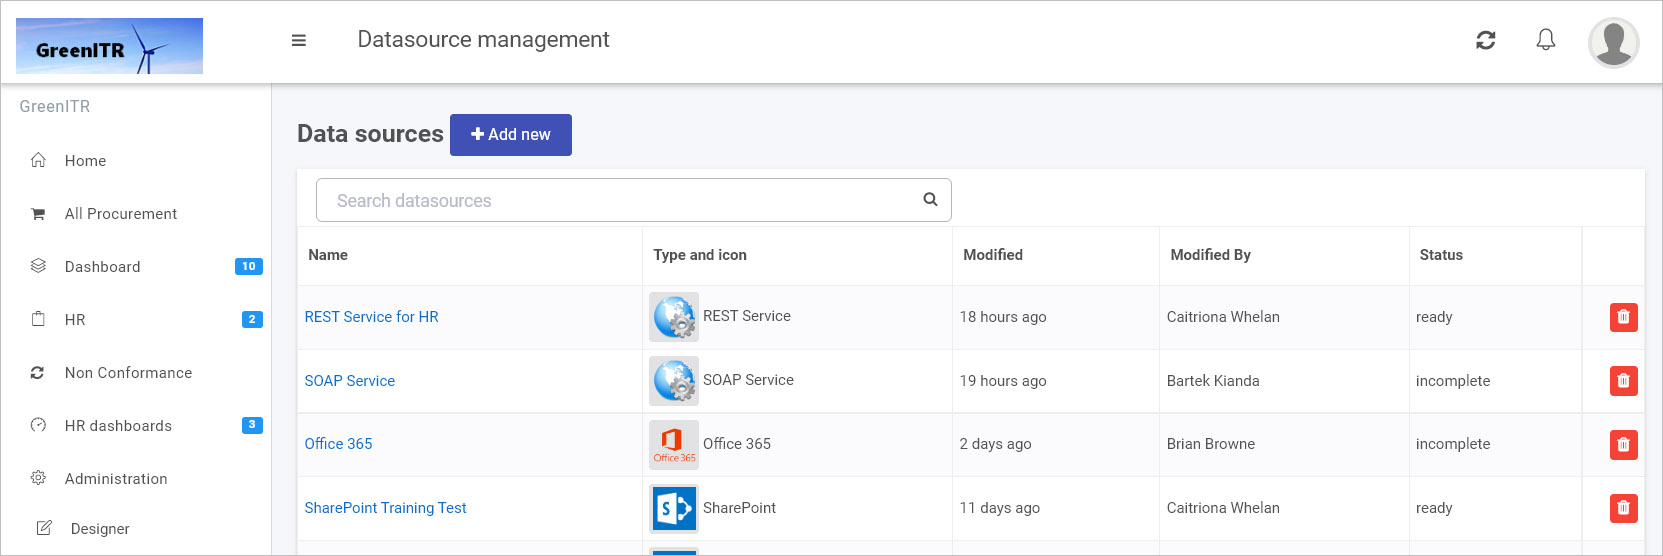 GreenITR
Datasource management
GreenITR
Home
All Procurement
Dashboard 10
HR 2
Non Conformance
HR dashboards 3
Administration
Designer
Data sources
Add new
Search datasources
Name Type and icon Modified Modified By Status
REST Service for HR REST Service 18 hours ago Caitriona Whelan ready
SOAP Service SOAP Service 19 hours ago Bartek Kianda incomplete
Office 365 Office 365 Office 365 2 days ago Brian Browne incomplete
SharePoint Training Test S SharePoint 11 days ago Caitriona Whelan ready